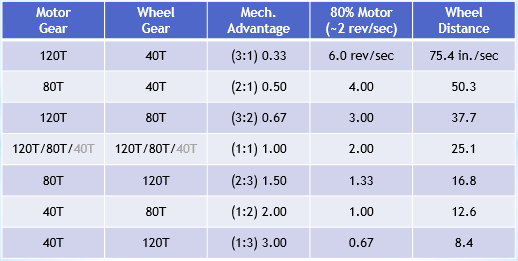 Motor Gear Wheel Gear Mech. Advantage 80% Motor (~2 rev/sec) Wheel Distance
120T 40T (3:1) 0.33 6.0 rev/sec 75.4 in./sec
80T 40T (2:1) 0.50 4.00 50.3
120T 80T (3:2) 0.67 3.00 37.7
120T/80T/40T 120T/80T/40T (1:1) 1.00 2.00 25.1
80T 120T (2:3) 1.50 1.33 16.8
40T 80T (1:2) 2.00 1.00 12.6
40T 120T (1:3) 3.00 0.67 8.4